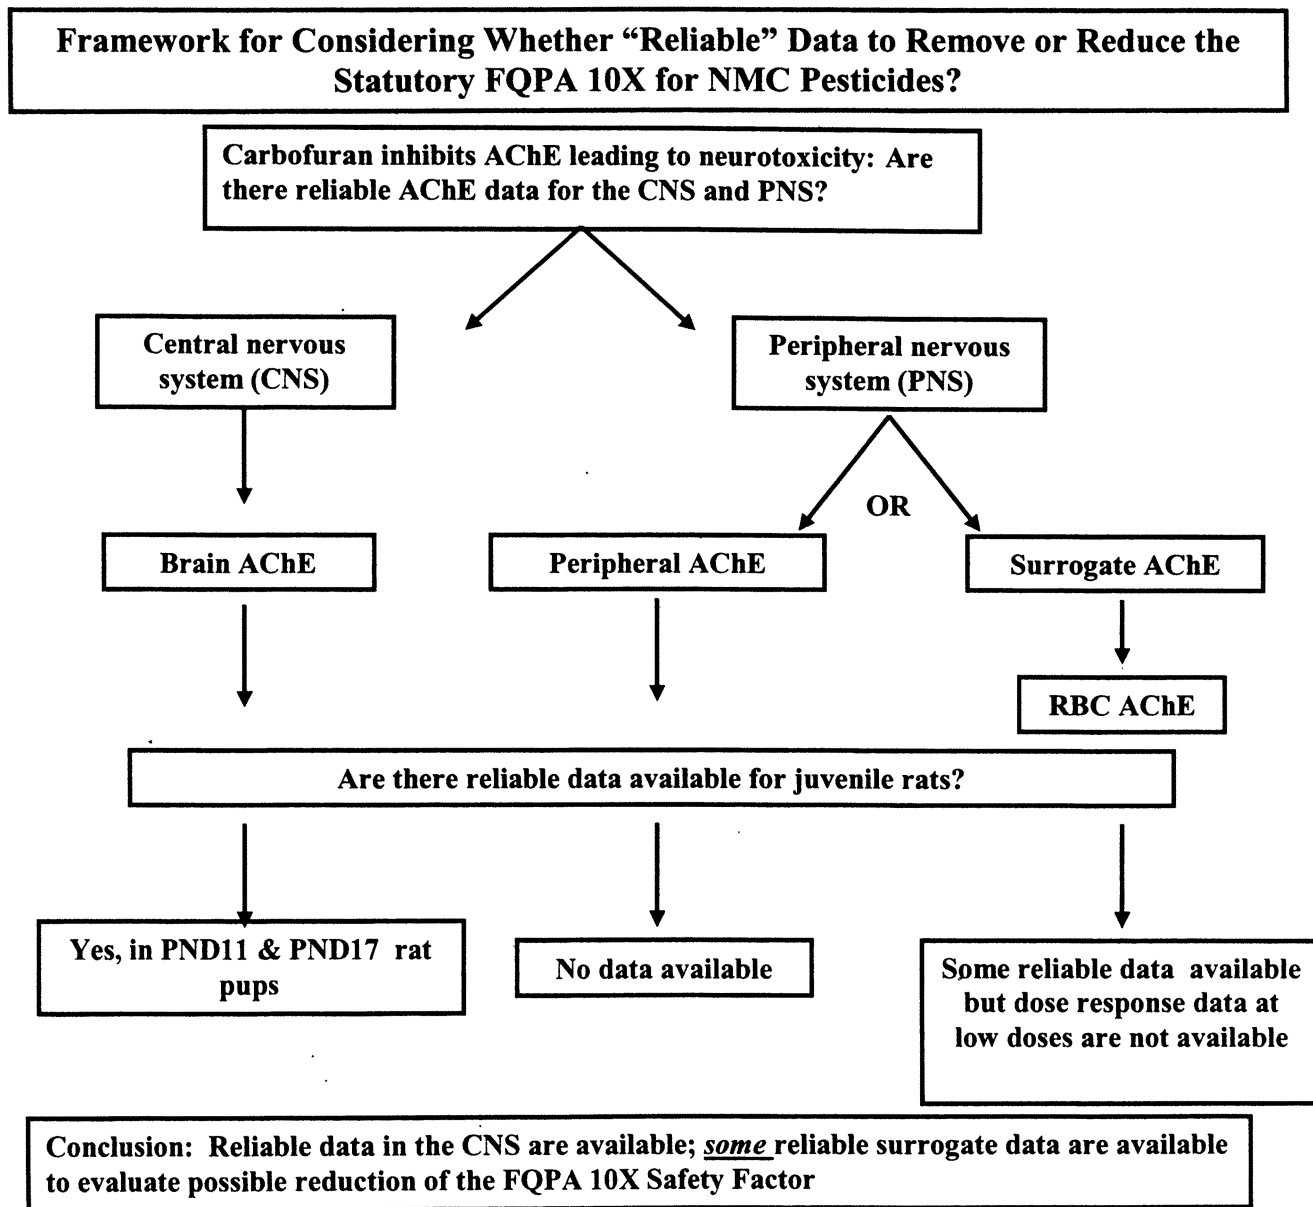 Framework for Considering Whether “Reliable” Data to Remove or Reduce the
Statutory FQPA 10X for NMC Pesticides?
Carbofuran inhibits AChE leading to neurotoxicity: Are
there reliable AChE data for the CNS and PNS?
Central nervous
system (CNS)
Peripheral nervous
system (PNS)
OR
Brain AChE
Peripheral AChE
Surrogate AChE
RBC AChE
Are there reliable data available for juvenile rats?
Yes, in PND11 & PND17 rat
pups
No data available
Some reliable data available
but dose response data at
low doses are not available
Conclusion: Reliable data in the CNS are available; some reliable surrogate data are available
to evaluate possible reduction of the FQPA 10X Safety Factor